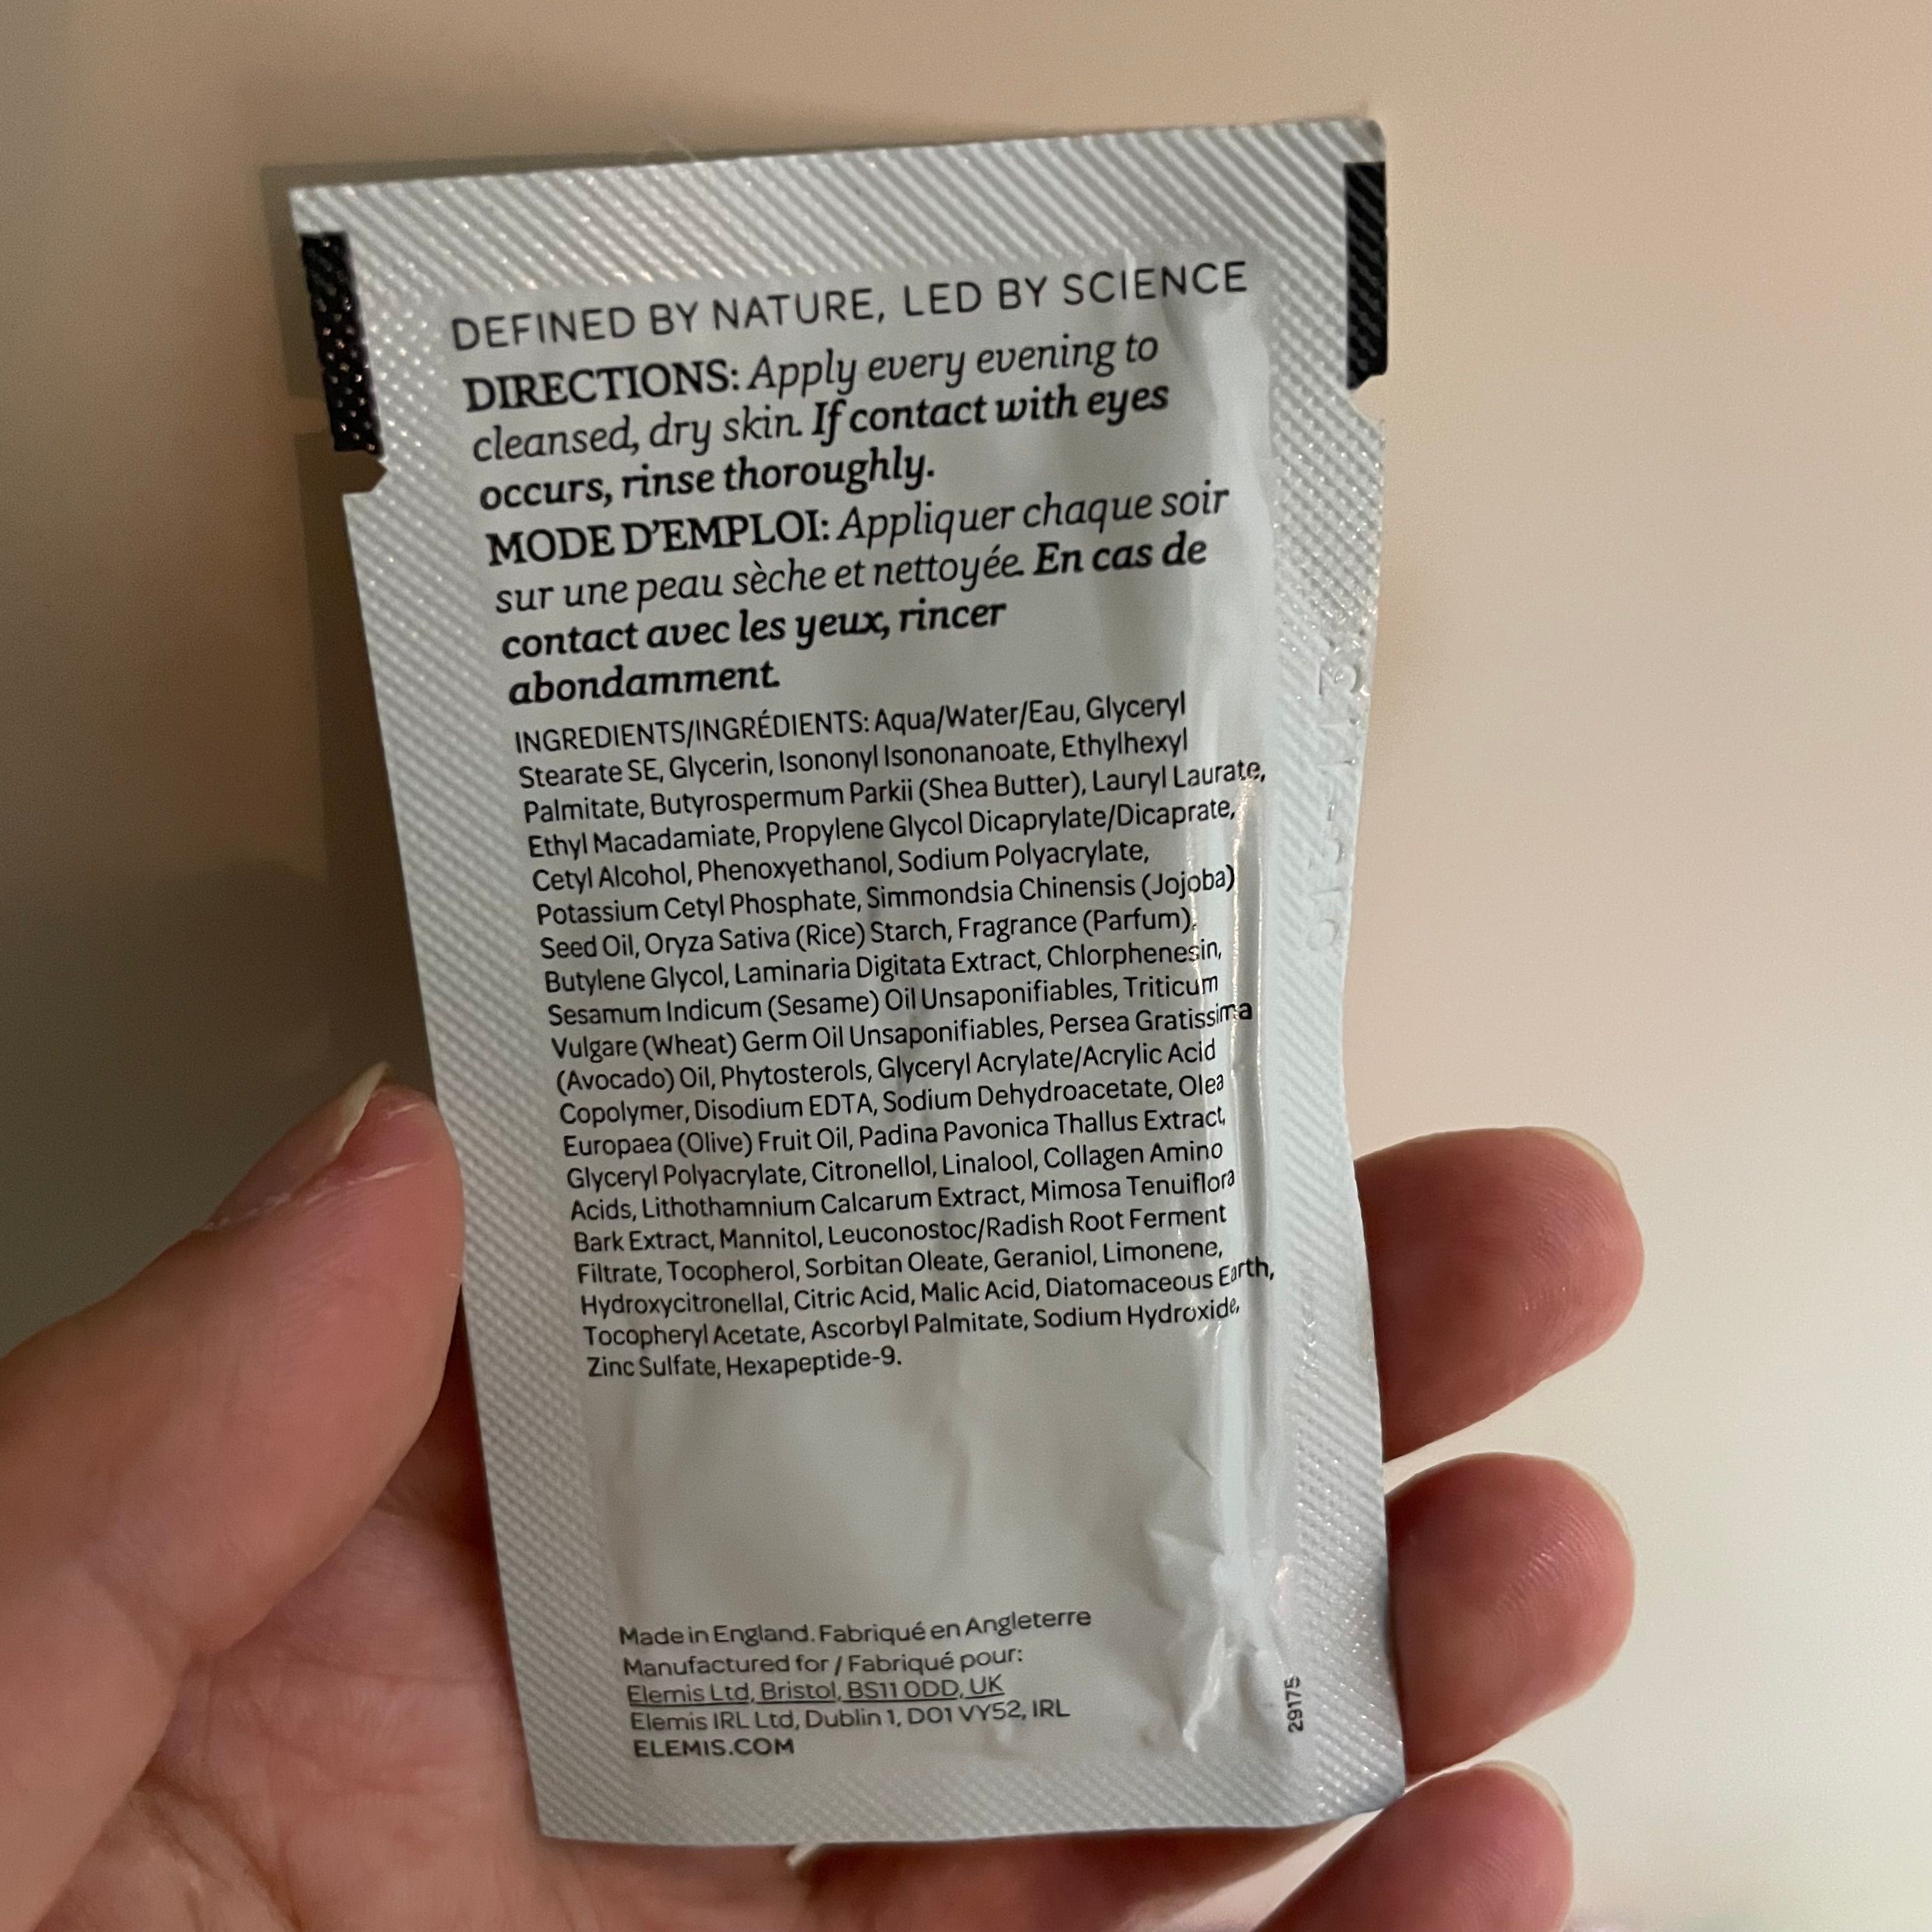 DEFINED BY NATURE, LED BY SCIENCE
DIRECTIONS: Apply every evening to
cleansed, dry skin. If contact with eyes
occurs, rinse thoroughly.
MODE D'EMPLOI: Appliquer chaque soir
sur une peau sèche et nettoyée. En cas de
contact avec les yeux, rincer
abondamment.
INGREDIENTS/INGRÉDIENTS: Aqua/Water/Eau, Glyceryl
Stearate SE, Glycerin, Isononyl Isononanoate, Ethylhexyl
Palmitate, Butyrospermum Parkii (Shea Butter), Lauryl Laurate,
Ethyl Macadamiate, Propylene Glycol Dicaprylate/Dicaprate,
Cetyl Alcohol, Phenoxyethanol, Sodium Polyacrylate,
Potassium Cetyl Phosphate, Simmondsia Chinensis (Jojoba)
Seed Oil, Oryza Sativa (Rice) Starch, Fragrance (Parfum),
Butylene Glycol, Laminaria Digitata Extract, Chlorphenesin,
Sesamum Indicum (Sesame) Oil Unsaponifiables, Triticum
Vulgare (Wheat) Germ Oil Unsaponifiables, Persea Gratissima
(Avocado) Oil, Phytosterols, Glyceryl Acrylate/Acrylic Acid
Copolymer, Disodium EDTA, Sodium Dehydroacetate, Olea
Europaea (Olive) Fruit Oil, Padina Pavonica Thallus Extract,
Glyceryl Polyacrylate, Citronellol, Linalool, Collagen Amino
Acids, Lithothamnium Calcarum Extract, Mimosa Tenuiflora
Bark Extract, Mannitol, Leuconostoc/Radish Root Ferment
Filtrate, Tocopherol, Sorbitan Oleate, Geraniol, Limonene,
Hydroxycitronellal, Citric Acid, Malic Acid, Diatomaceous Earth,
Tocopheryl Acetate, Ascorbyl Palmitate, Sodium Hydroxide,
Zinc Sulfate, Hexapeptide-9.
Made in England. Fabriqué en Angleterre
Manufactured for / Fabriqué pour:
Elemis Ltd, Bristol, BS11 0DD, UK
Elemis IRL Ltd, Dublin 1, D01 VY52, IRL
ELEMIS.COM
29175